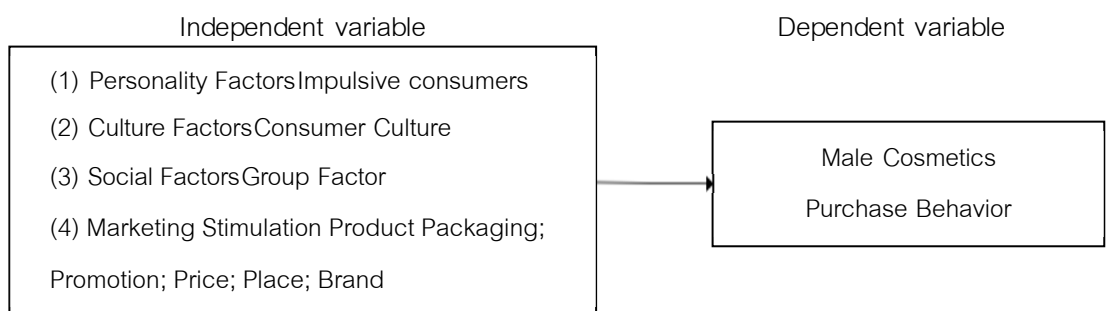 Independent variable
Dependent variable
(1) Personality FactorsImpulsive consumers
(2) Culture FactorsConsumer Culture
(3) Social FactorsGroup Factor
(4) Marketing Stimulation Product Packaging;
Promotion; Price; Place; Brand
Male Cosmetics
Purchase Behavior